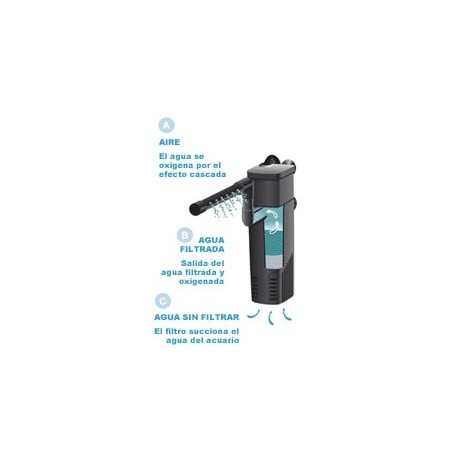 A
AIRE
El agua se
oxigena por el
efecto cascada
B
AGUA
FILTRADA
Salida del
agua filtrada y
oxigenada
C
AGUA SIN FILTRAR
El filtro succiona el
agua del acuario